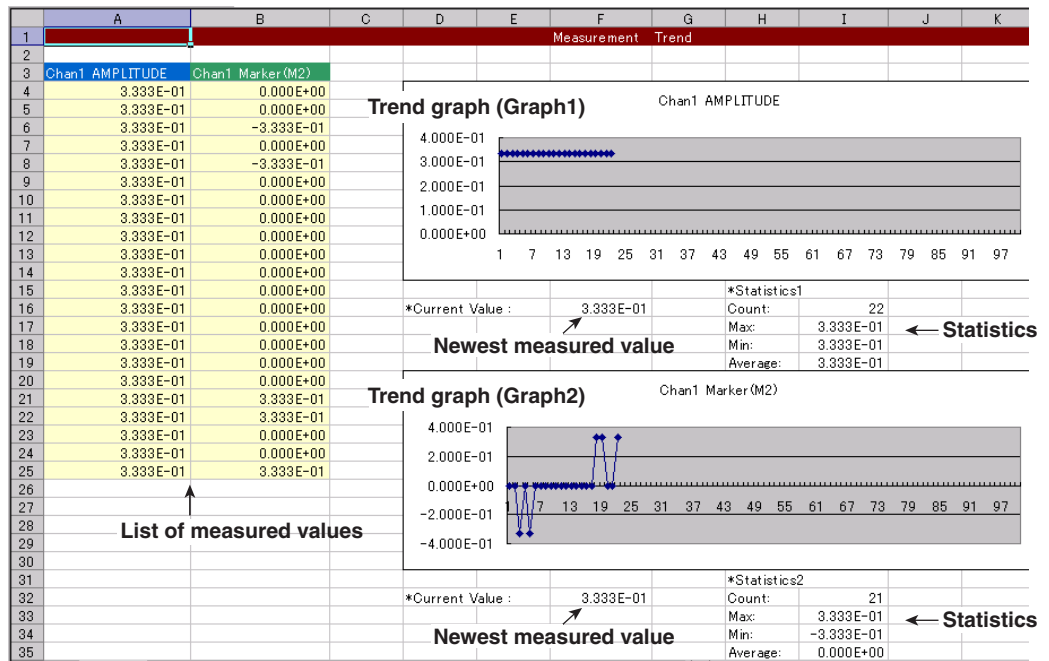 A B C D E F G H I J K
1 Measurement Trend
2
3 Chan1 AMPLITUDE Chan1 Marker(M2)
4 3.333E-01 0.000E+00
5 3.333E-01 0.000E+00
6 3.333E-01 -3.333E-01
7 3.333E-01 0.000E+00
8 3.333E-01 -3.333E-01
9 3.333E-01 0.000E+00
10 3.333E-01 0.000E+00
11 3.333E-01 0.000E+00
12 3.333E-01 0.000E+00
13 3.333E-01 0.000E+00
14 3.333E-01 0.000E+00
15 3.333E-01 0.000E+00
16 3.333E-01 0.000E+00
17 3.333E-01 0.000E+00
18 3.333E-01 0.000E+00
19 3.333E-01 0.000E+00
20 3.333E-01 0.000E+00
21 3.333E-01 3.333E-01
22 3.333E-01 3.333E-01
23 3.333E-01 0.000E+00
24 3.333E-01 0.000E+00
25 3.333E-01 3.333E-01
26
27
28
29
30
31
32
33
34
35
List of measured values
Trend graph (Graph1)
Chan1 AMPLITUDE
4.000E-01
3.000E-01
2.000E-01
1.000E-01
0.000E+00
1 7 13 19 25 31 37 43 49 55 61 67 73 79 85 91 97
*Statistics1
*Current Value : 3.333E-01 Count: 22
Max: 3.333E-01
Statistics
Newest measured value
Min: 3.333E-01
Average: 3.333E-01
Trend graph (Graph2)
Chan1 Marker(M2)
4.000E-01
2.000E-01
0.000E+00
1 7 13 19 25 31 37 43 49 55 61 67 73 79 85 91 97
-2.000E-01
-4.000E-01
*Statistics2
*Current Value : 3.333E-01 Count: 21
Max: 3.333E-01
Statistics
Newest measured value
Min: -3.333E-01
Average: 0.000E+00